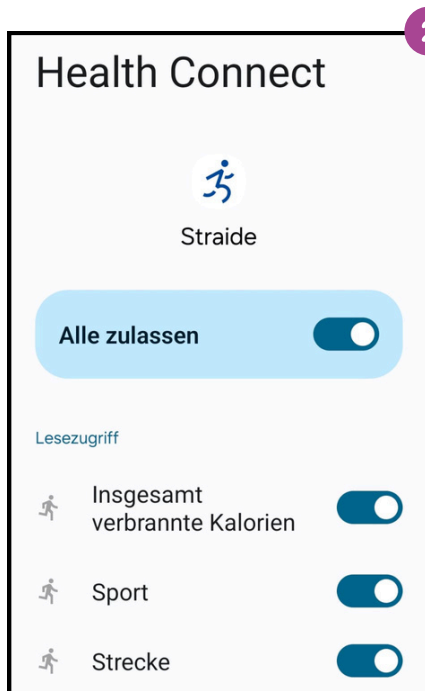 Health Connect
Straide
Alle zulassen
Lesezugriff
Insgesamt
verbrannte Kalorien
Sport
Strecke